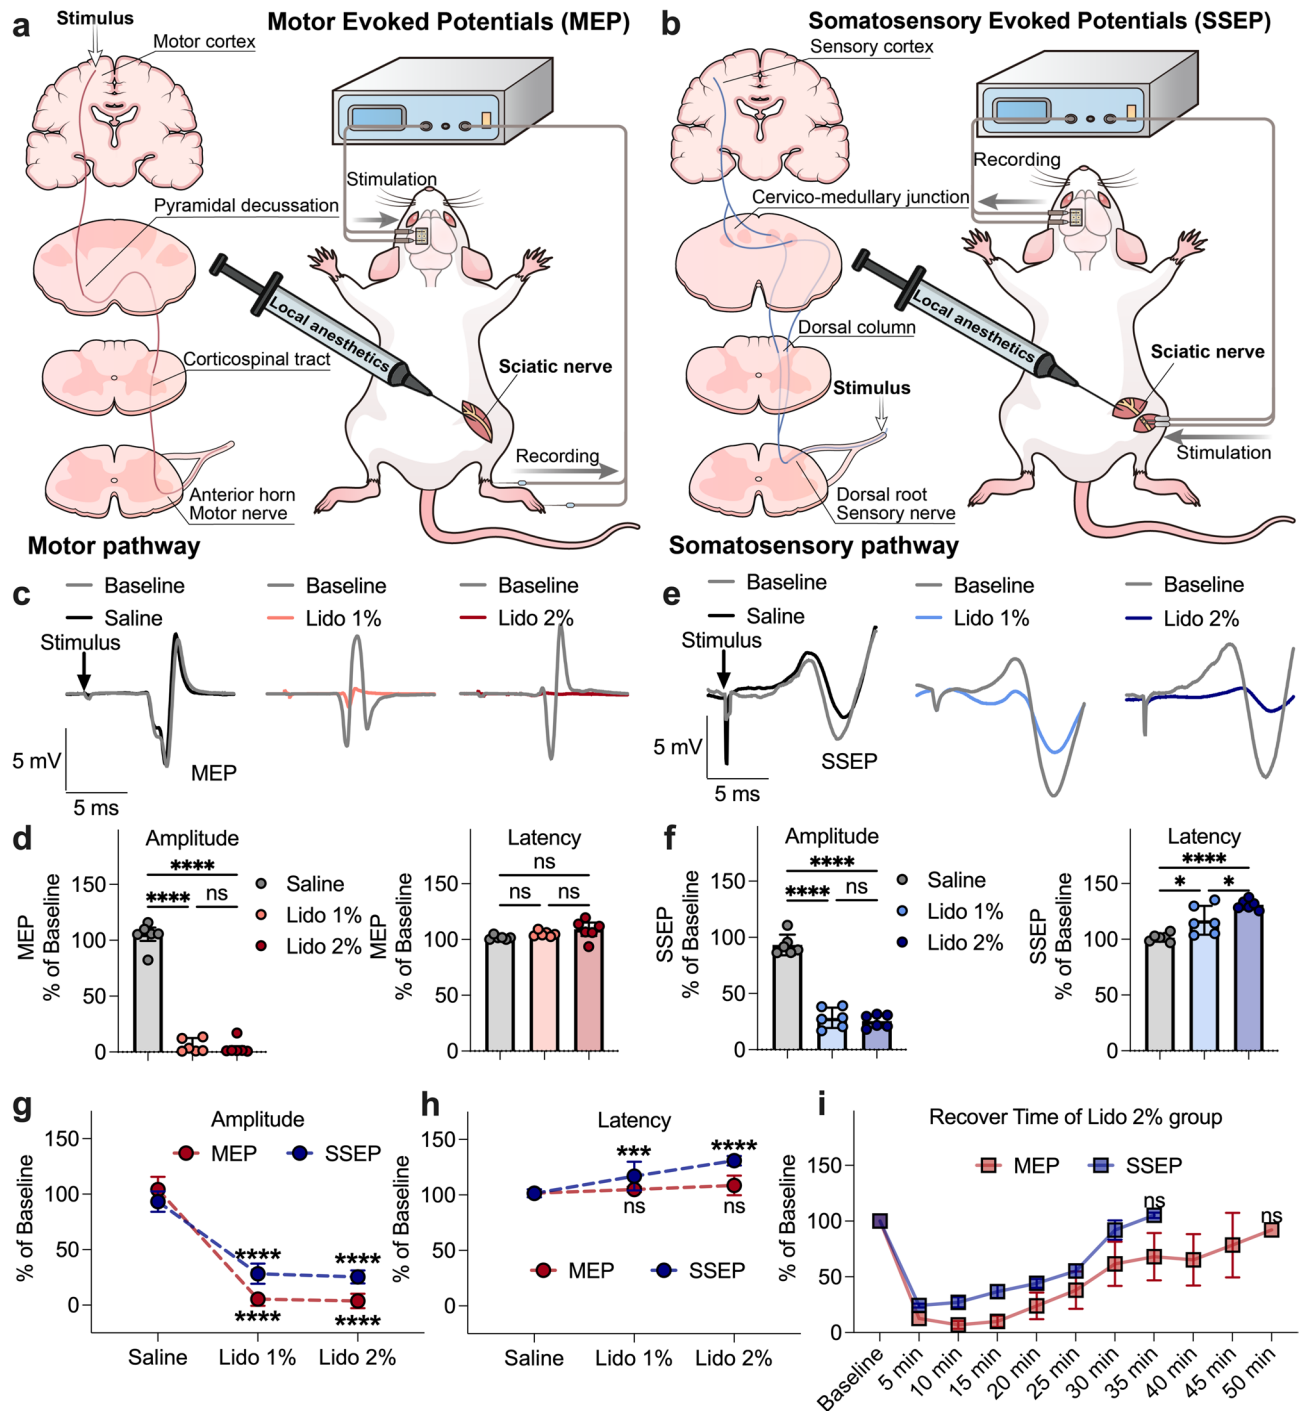 a
Stimulus
Motor Evoked Potentials (MEP)
Motor cortex
Stimulation
Pyramidal decussation
Local anesthetics
Corticospinal tract
Sciatic nerve
Recording
Anterior horn
Motor nerve
Motor pathway
b
Somatosensory Evoked Potentials (SSEP)
Sensory cortex
Recording
Cervico-medullary junction
Local anesthetics
Dorsal column
Sciatic nerve
Stimulus
Stimulation
Dorsal root
Sensory nerve
Somatosensory pathway
c
Baseline
Saline
Baseline
Lido 1%
Baseline
Lido 2%
Stimulus
5 mV
5 ms
MEP
e
Baseline
Saline
Baseline
Lido 1%
Baseline
Lido 2%
Stimulus
5 mV
5 ms
SSEP
d
Amplitude
MEP
% of Baseline
150
100
50
0
****
**** ns
Saline
Lido 1%
Lido 2%
Latency
MEP
% of Baseline
150
100
50
0
ns
ns ns
f
Amplitude
SSEP
% of Baseline
150
100
50
0
****
**** ns
Saline
Lido 1%
Lido 2%
Latency
SSEP
% of Baseline
150
100
50
0
****
* *
g
Amplitude
MEP SSEP
% of Baseline
150
100
50
0
**** ****
**** ****
Saline Lido 1% Lido 2%
h
Latency
% of Baseline
150
100
50
0
*** ****
ns ns
MEP SSEP
Saline Lido 1% Lido 2%
i
Recover Time of Lido 2% group
MEP SSEP
% of Baseline
150
100
50
0
ns
ns
Baseline
5 min
10 min
15 min
20 min
25 min
30 min
35 min
40 min
45 min
50 min